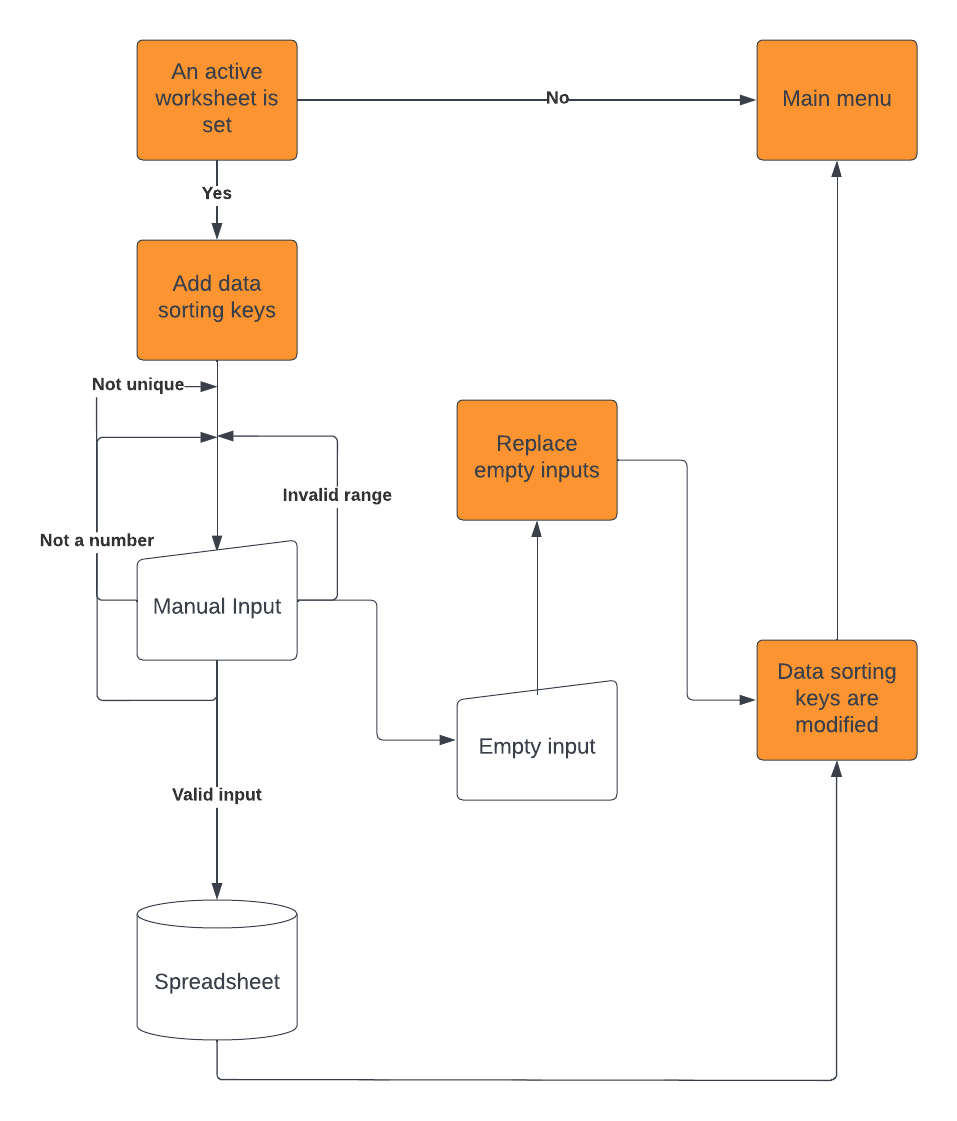 An active
worksheet is
set
No
Main menu
Yes
Add data
sorting keys
Not unique
Replace
empty inputs
Invalid range
Not a number
Manual Input
Data sorting
keys are
modified
Empty input
Valid input
Spreadsheet